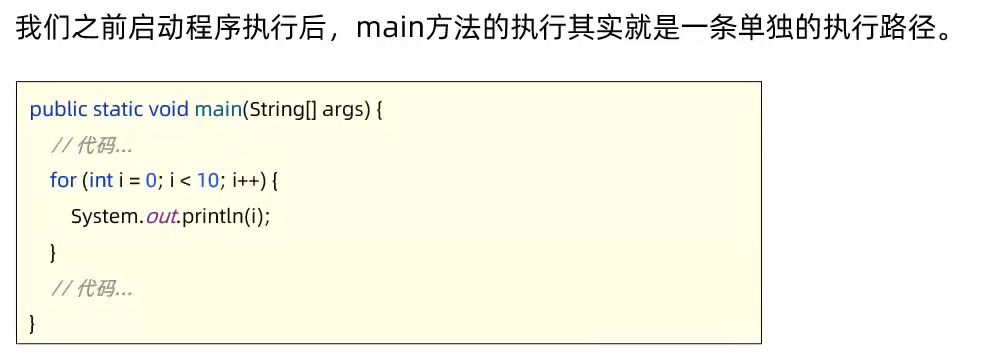 我们之前启动程序执行后，main方法的执行其实就是一条单独的执行路径。
public static void main(String[] args) {
// 代码...
for (int i = 0; i < 10; i++) {
System.out.println(i);
}
// 代码...
}